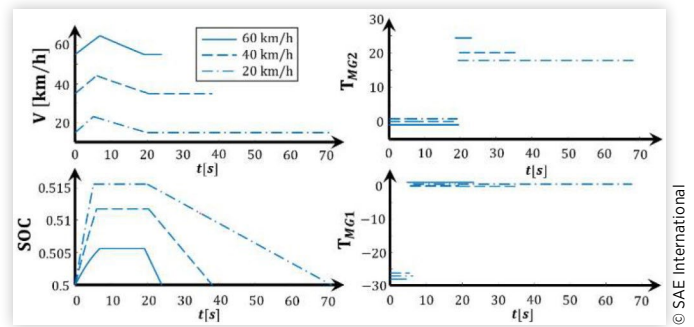 60 km/h
40 km/h
20 km/h
V [km/h]
60
40
20
0 10 20 30 40 50 60 70
t[s]
T_MG2
30
20
10
0
0 10 20 30 40 50 60 70
t[s]
SOC
0.515
0.51
0.505
0.5
0 10 20 30 40 50 60 70
t[s]
T_MG1
0
−10
−20
−30
0 10 20 30 40 50 60 70
t[s]
© SAE International